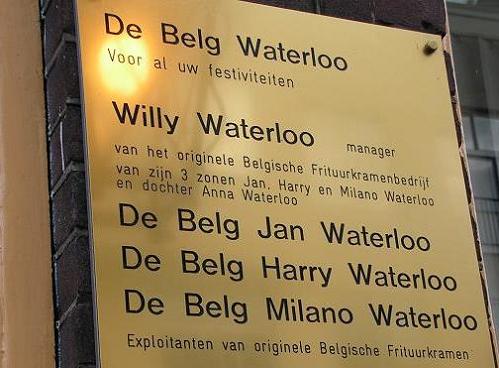 De Belg Waterloo
Voor al uw festiviteiten
Willy Waterloo manager
van het originele Belgische Frituurkramenbedrijf
van zijn 3 zonen Jan, Harry en Milano Waterloo
en dochter Anna Waterloo
De Belg Jan Waterloo
De Belg Harry Waterloo
De Belg Milano Waterloo
Exploitanten van originele Belgische Frituurkramen